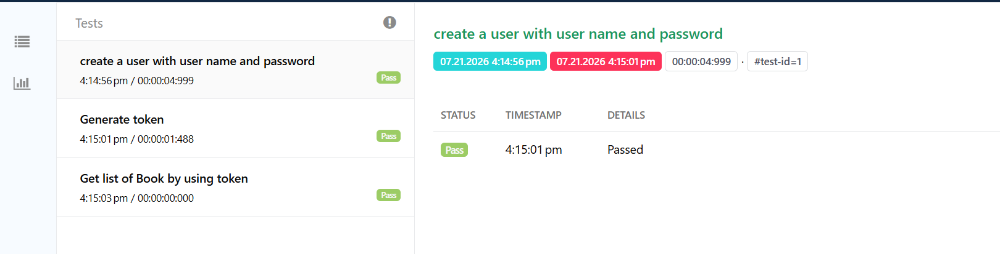 Tests
create a user with user name and password
4:14:56 pm / 00:00:04:999
Pass
Generate token
4:15:01 pm / 00:00:01:488
Pass
Get list of Book by using token
4:15:03 pm / 00:00:00:000
Pass
create a user with user name and password
07.21.2026 4:14:56 pm 07.21.2026 4:15:01 pm 00:00:04:999 · #test-id=1
STATUS TIMESTAMP DETAILS
Pass 4:15:01 pm Passed